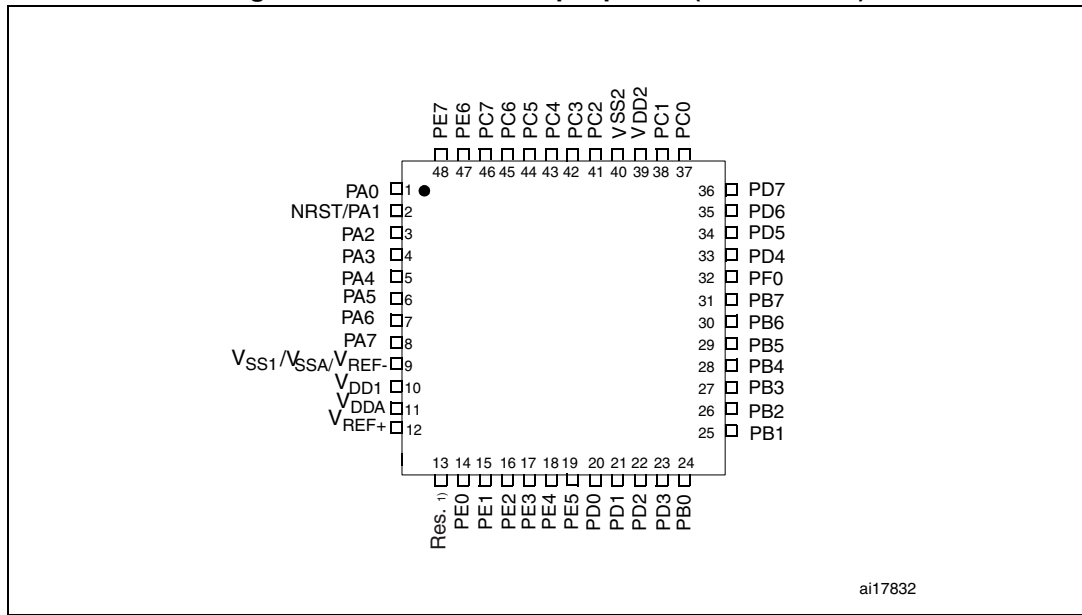 PE7
PE6
PC7
PC6
PC5
PC4
PC3
PC2
VSS2
VDD2
PC1
PC0
48 47 46 45 44 43 42 41 40 39 38 37
PA0 1
NRST/PA1 2
PA2 3
PA3 4
PA4 5
PA5 6
PA6 7
PA7 8
VSS1/VSSA/VREF- 9
VDD1 10
VDDA 11
VREF+ 12
36 PD7
35 PD6
34 PD5
33 PD4
32 PF0
31 PB7
30 PB6
29 PB5
28 PB4
27 PB3
26 PB2
25 PB1
13 14 15 16 17 18 19 20 21 22 23 24
Res. 1)
PE0
PE1
PE2
PE3
PE4
PE5
PD0
PD1
PD2
PD3
PB0
ai17832